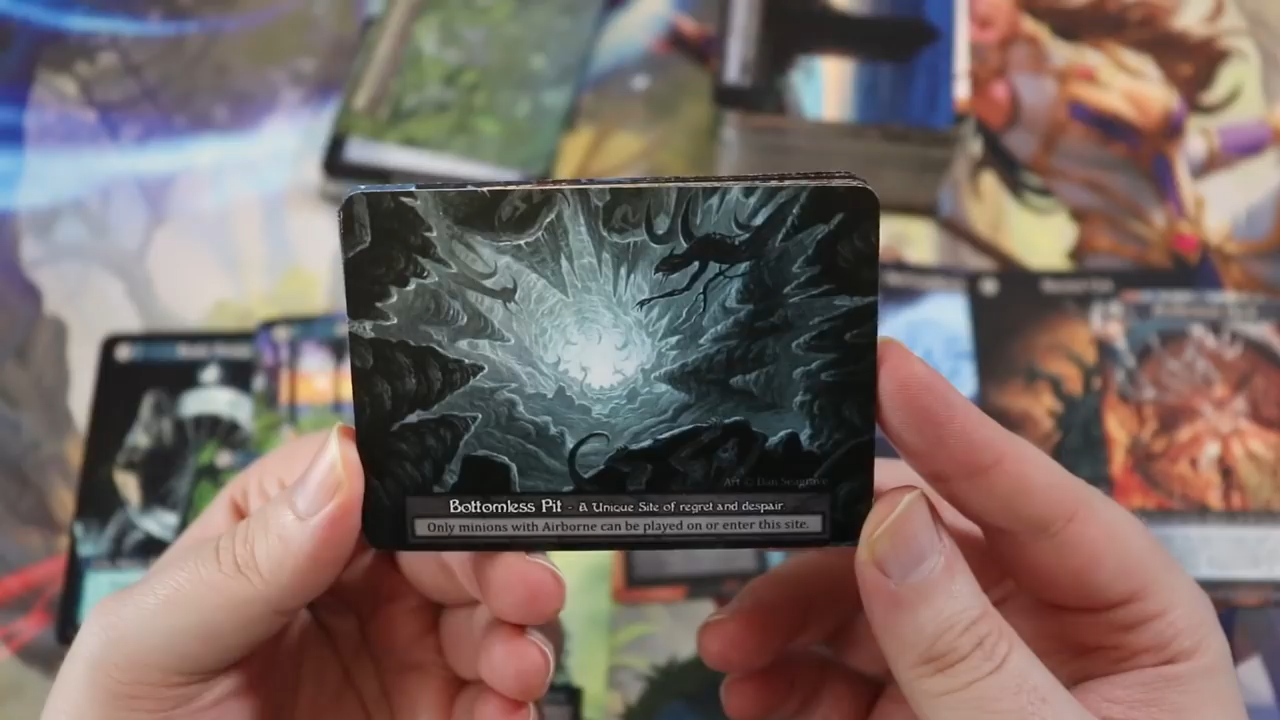 Art © Dan Seagrave
Bottomless Pit - A Unique Site of regret and despair
Only minions with Airborne can be played on or enter this site.